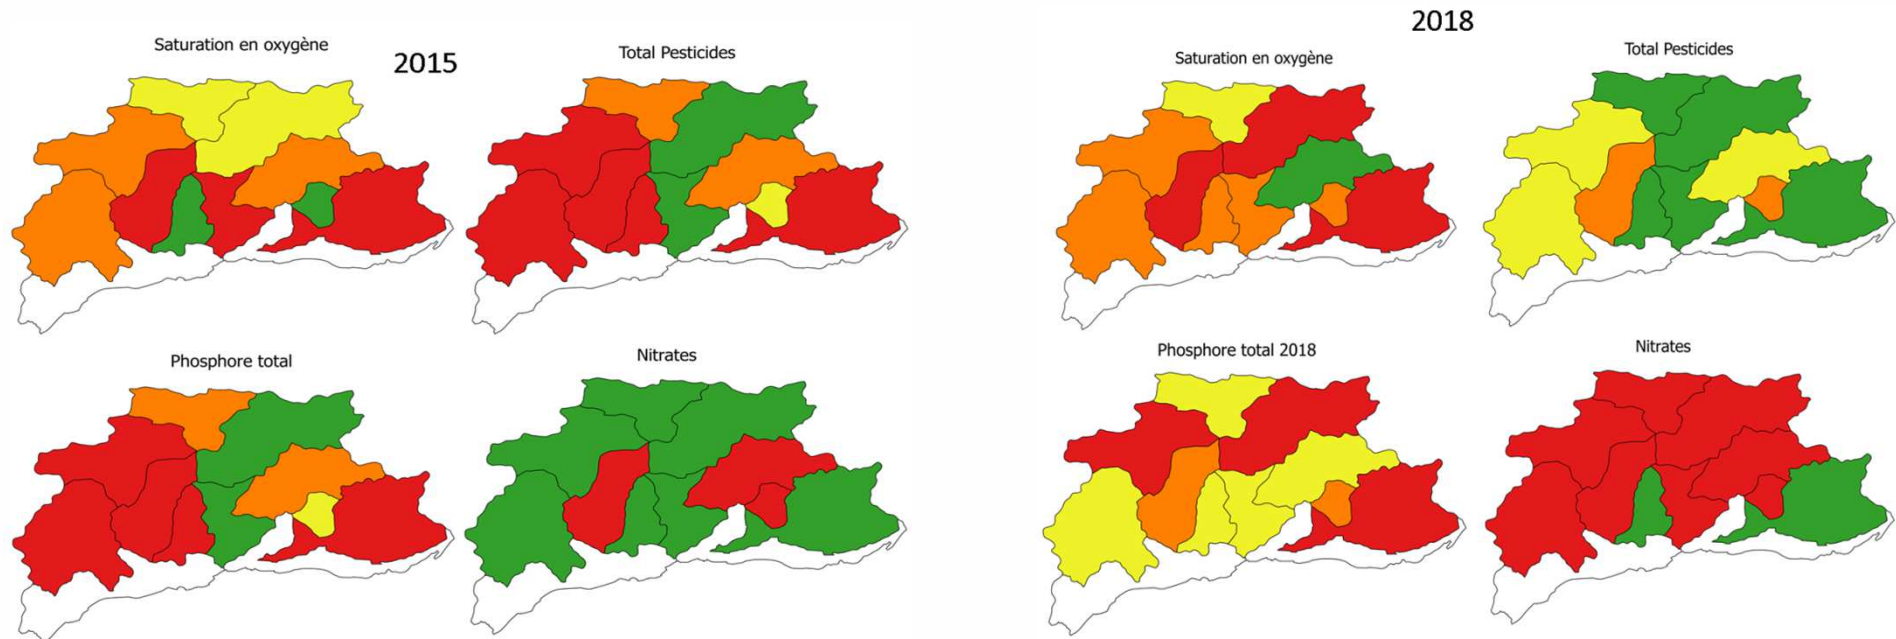 2015
Saturation en oxygène
Total Pesticides
Phosphore total
Nitrates
2018
Saturation en oxygène
Total Pesticides
Phosphore total 2018
Nitrates